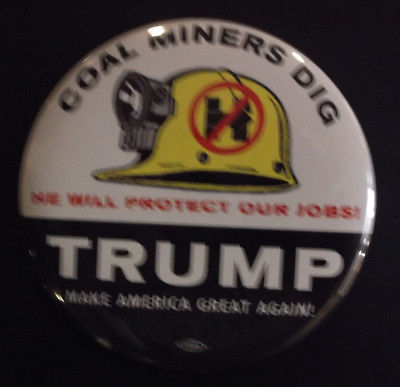 COAL MINERS DIG
H
HE WILL PROTECT OUR JOBS!
TRUMP
MAKE AMERICA GREAT AGAIN!